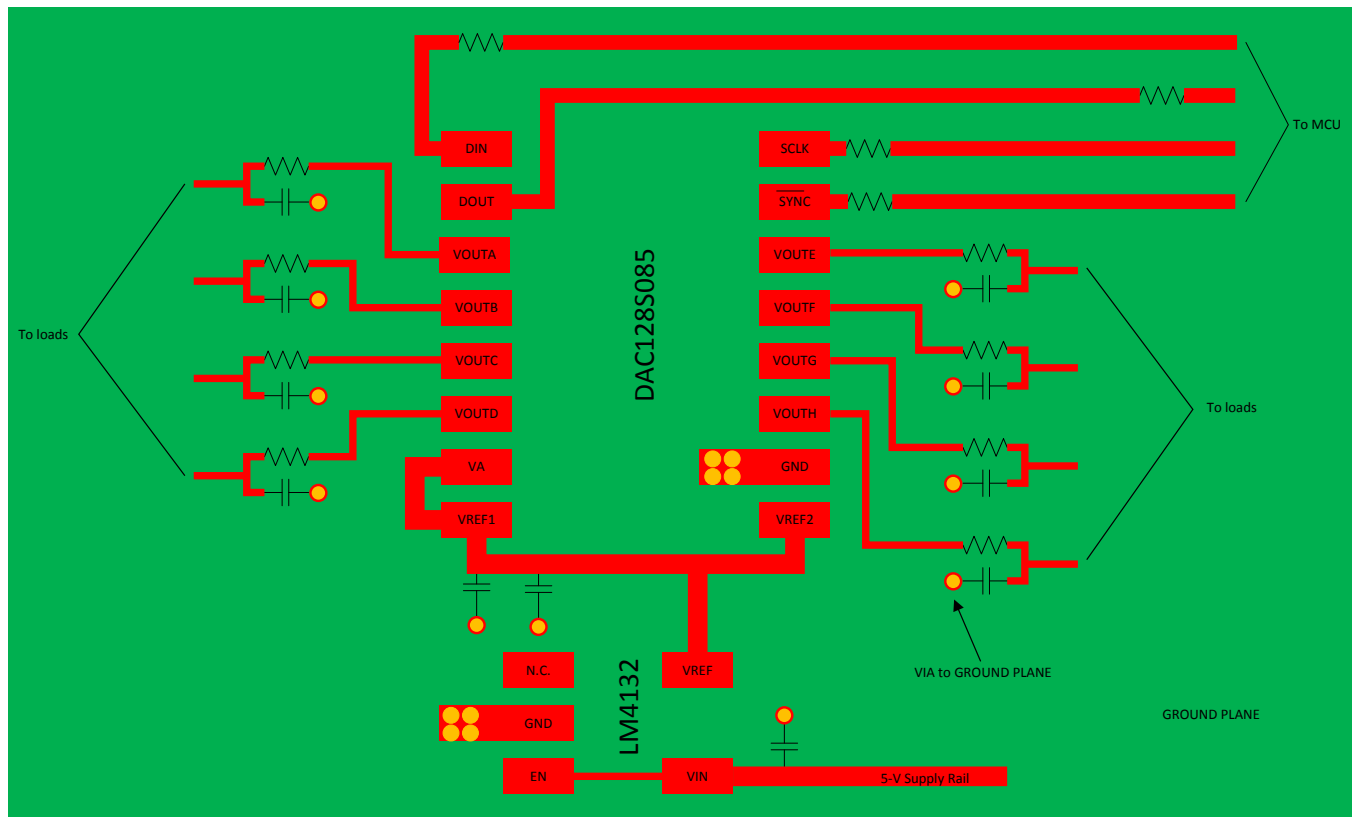 To MCU
DIN
SCLK
DOUT
SYNC
VOUTA
VOUTE
VOUTB
VOUTF
To loads
VOUTC
VOUTG
DAC128S085
VOUTD
VOUTH
To loads
VA
GND
VREF1
VREF2
N.C.
VREF
VIA to GROUND PLANE
LM4132
GND
GROUND PLANE
EN
VIN
5-V Supply Rail